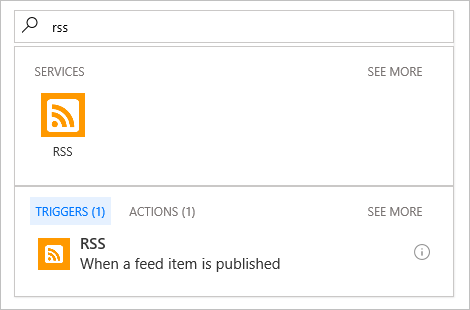 rss
SERVICES SEE MORE
RSS
TRIGGERS (1) ACTIONS (1) SEE MORE
RSS
When a feed item is published